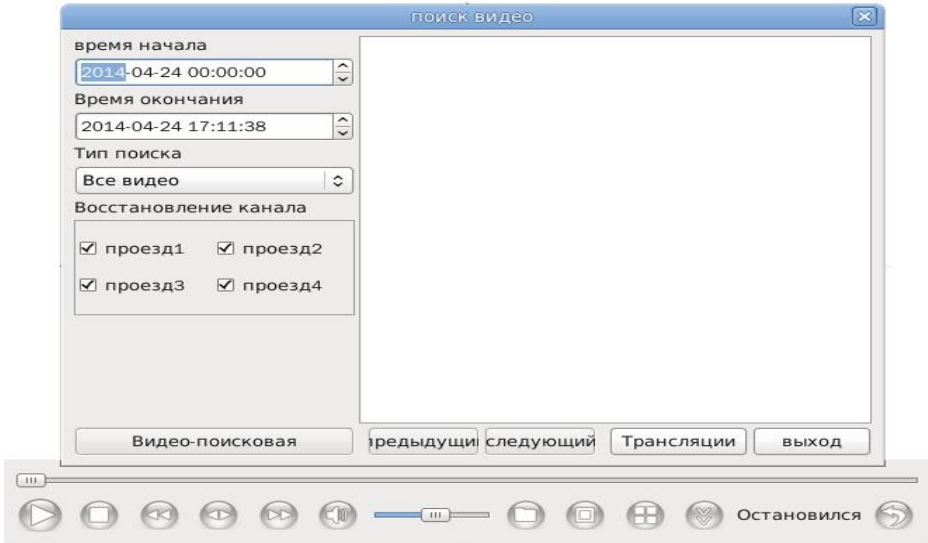 поиск видео
время начала
2014-04-24 00:00:00
Время окончания
2014-04-24 17:11:38
Тип поиска
Все видео
Восстановление канала
проезд1 проезд2
проезд3 проезд4
Видео-поисковая предыдущи следующий Трансляции выход
Остановился